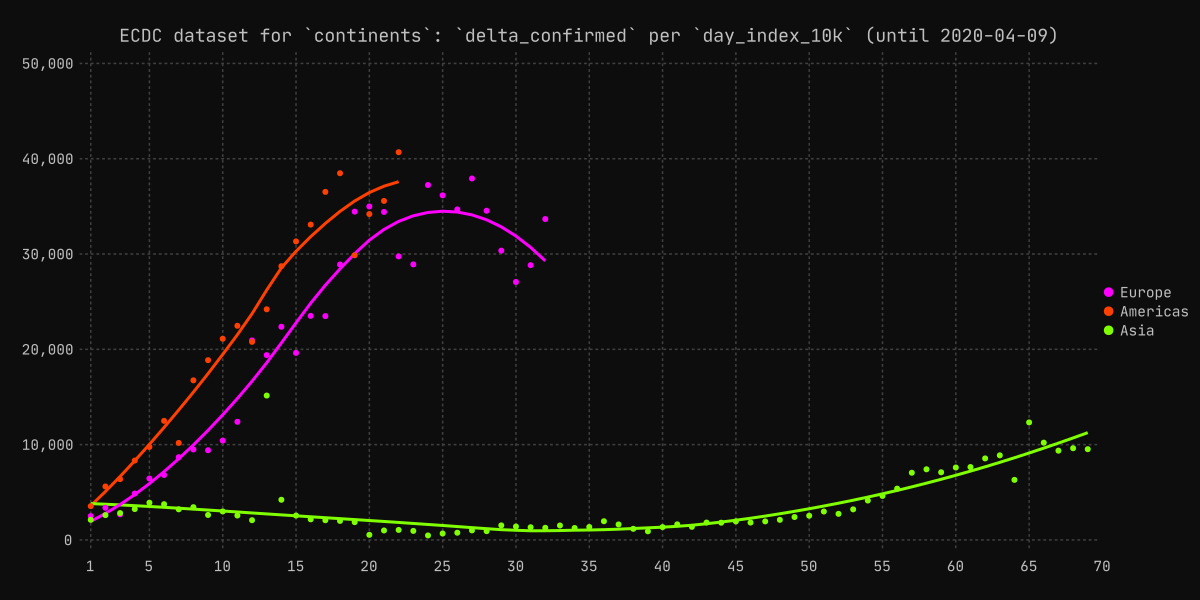 ECDC dataset for `continents`: `delta_confirmed` per `day_index_10k` (until 2020-04-09)
50,000
40,000
30,000
20,000
10,000
0
1 5 10 15 20 25 30 35 40 45 50 55 60 65 70
Europe
Americas
Asia